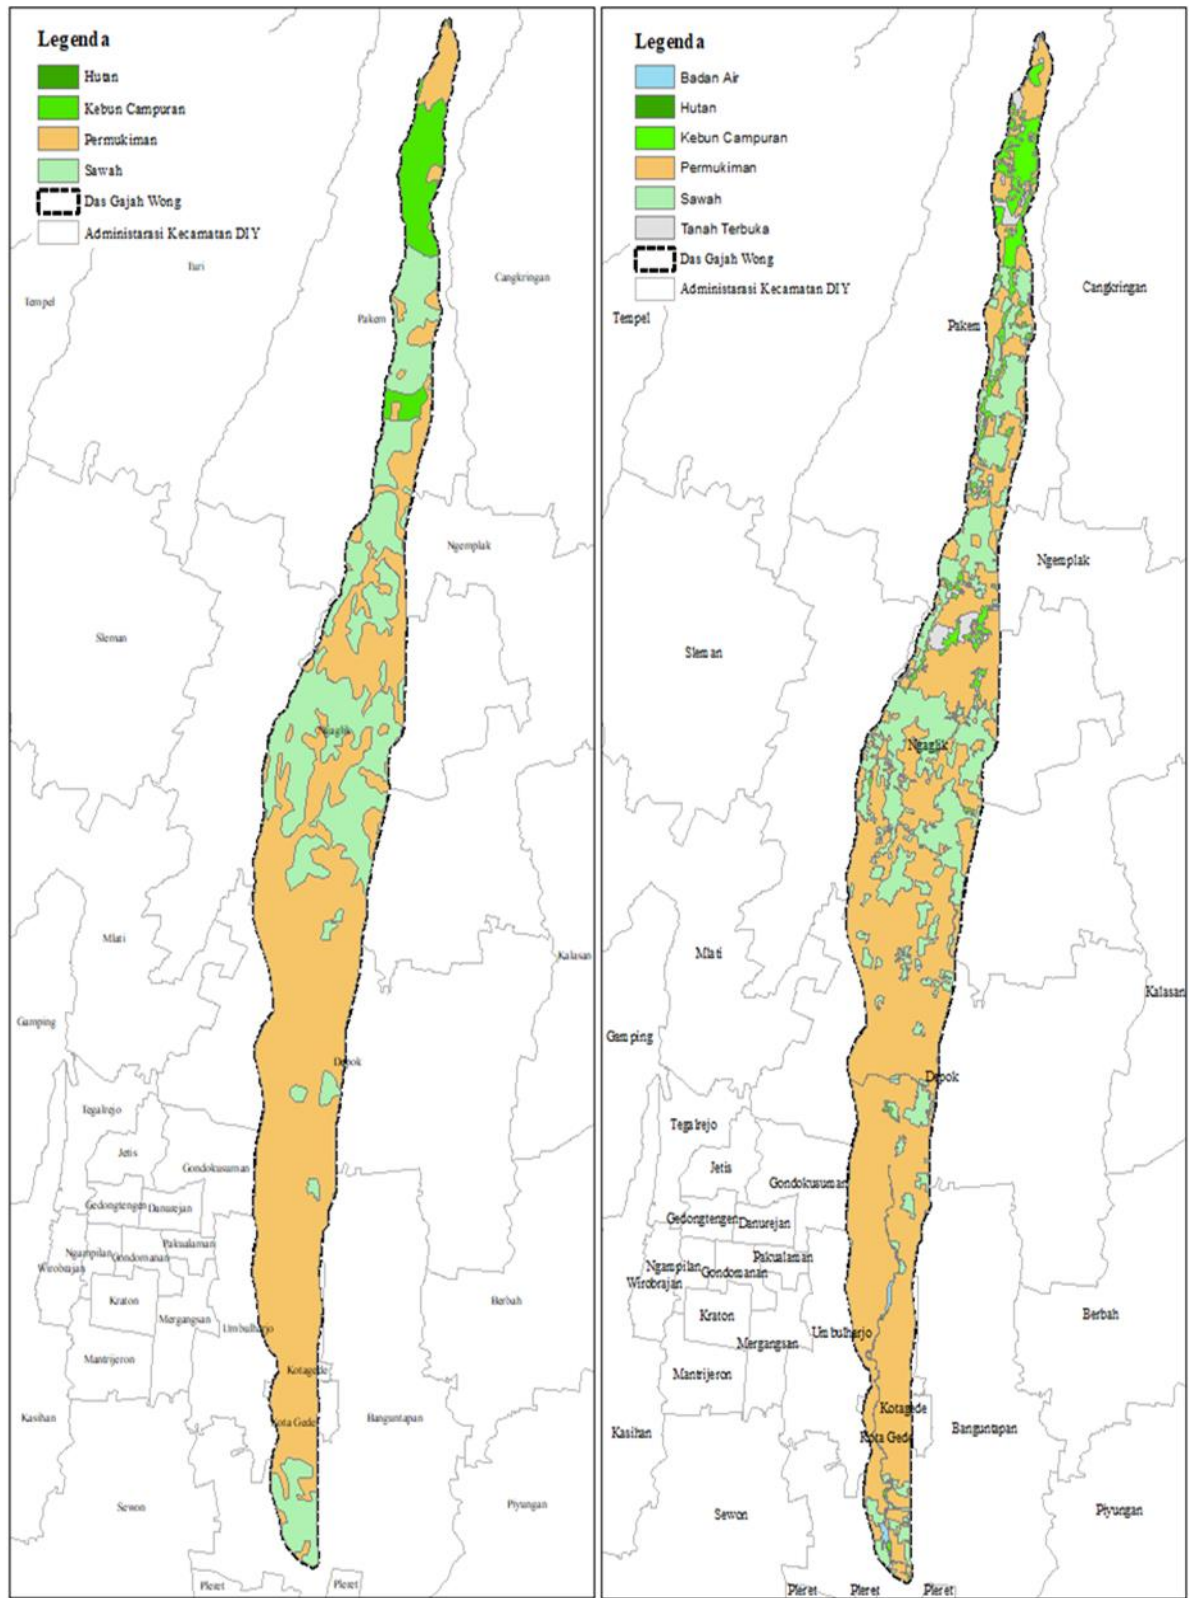 Legenda
Hutan
Kebun Campuran
Permukiman
Sawah
Das Gajah Wong
Administarasi Kecamatan DIY
Turi
Cangkringan
Tempel
Pakem
Ngemplak
Sleman
Ngaglik
Mlati
Kalasan
Gamping
Depok
Tegalrejo
Jetis
Gondokusuman
Gedongtengen
Danurejan
Ngampilan
Gondomanan
Pakualaman
Wirobrajan
Kraton
Mergangsan
Umbulharjo
Berbah
Mantrijeron
Kotagede
Kasihan
Kota Gede
Banguntapan
Sewon
Piyungan
Pleret
Pleret
Legenda
Badan Air
Hutan
Kebun Campuran
Permukiman
Sawah
Tanah Terbuka
Das Gajah Wong
Administarasi Kecamatan DIY
Cangkringan
Tempel
Pakem
Ngemplak
Sleman
Ngaglik
Mlati
Kalasan
Gamping
Depok
Tegalrejo
Jetis
Gondokusuman
Gedongtengen
Danurejan
Ngampilan
Gondomanan
Pakualaman
Wirobrajan
Kraton
Mergangsan
Umbulharjo
Berbah
Mantrijeron
Kotagede
Kasihan
Kota Gede
Banguntapan
Sewon
Piyungan
Pleret
Pleret
Pleret